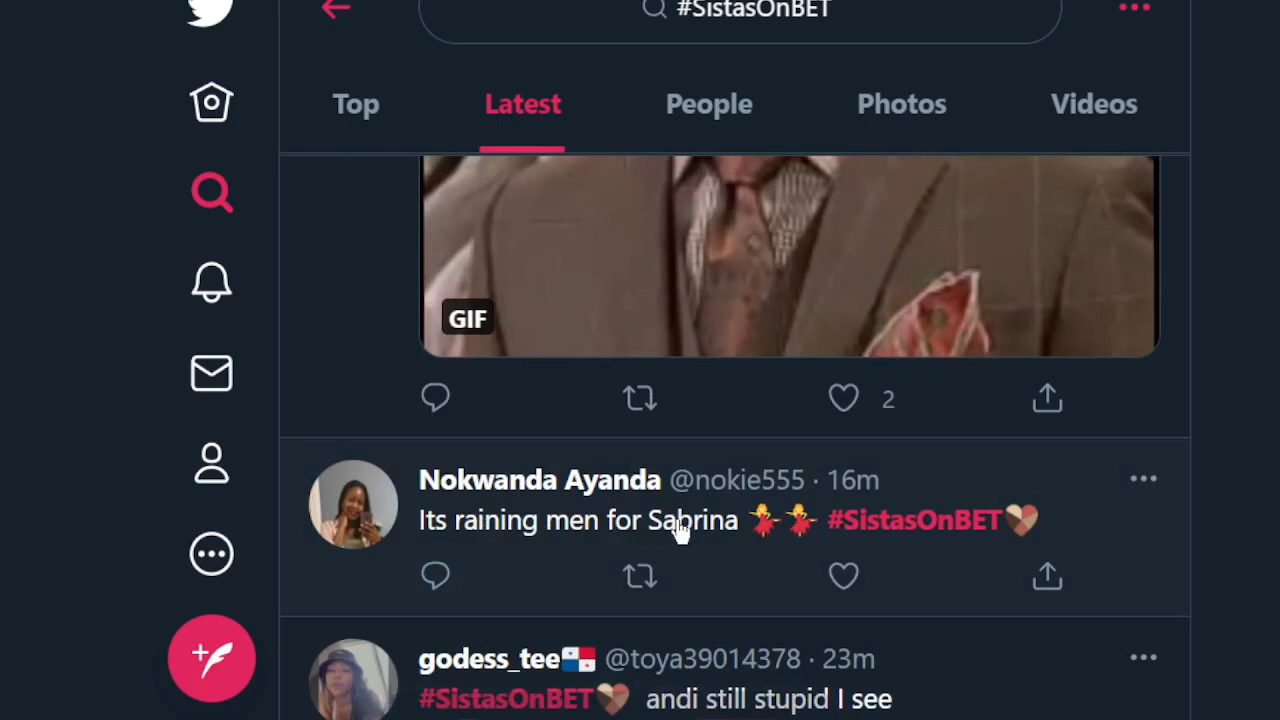 #SistasOnBET
Top Latest People Photos Videos
GIF
2
Nokwanda Ayanda @nokie555 · 16m
Its raining men for Sabrina 💃💃 #SistasOnBET
godess_tee🇵🇦 @toya39014378 · 23m
#SistasOnBET andi still stupid I see